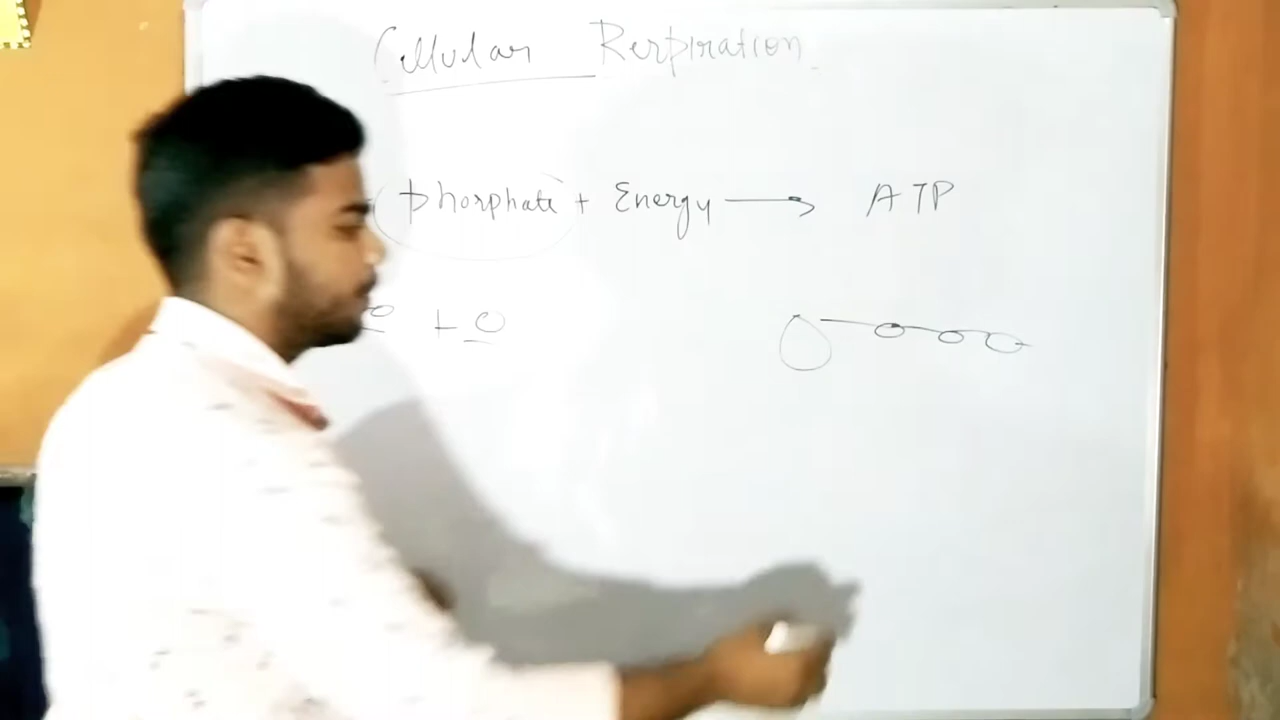 Cellular Respiration
phosphate + Energy → ATP
+